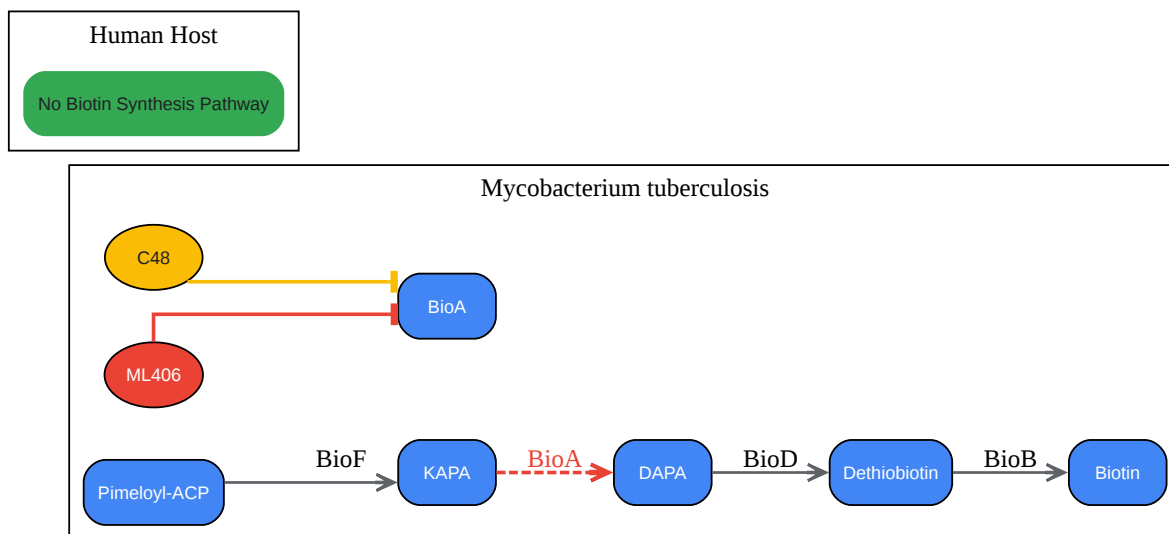 Human Host
No Biotin Synthesis Pathway
Mycobacterium tuberculosis
C48
BioA
ML406
BioF
BioA
BioD
BioB
Pimeloyl-ACP
KAPA
DAPA
Dethiobiotin
Biotin